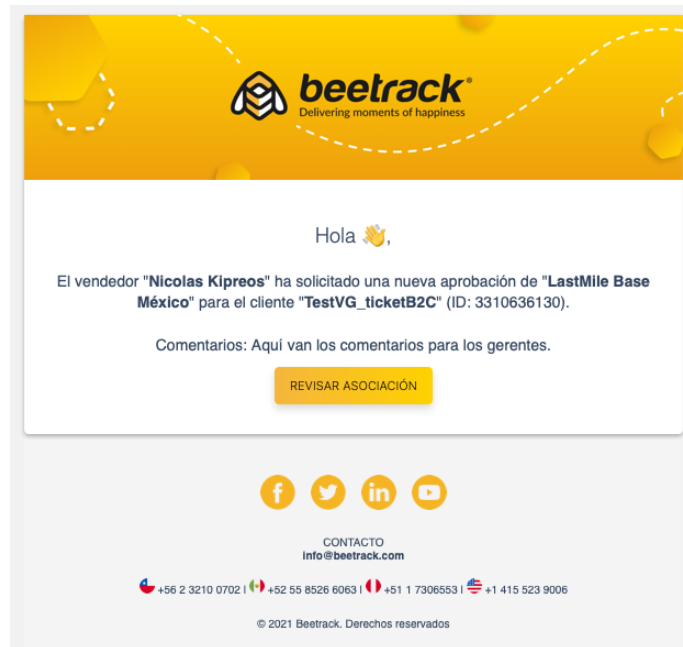 beetrack®
Delivering moments of happiness
Hola 👋,
El vendedor "Nicolas Kipreos" ha solicitado una nueva aprobación de "LastMile Base
México" para el cliente "TestVG_ticketB2C" (ID: 3310636130).
Comentarios: Aquí van los comentarios para los gerentes.
REVISAR ASOCIACIÓN
CONTACTO
info@beetrack.com
+56 2 3210 0702 | +52 55 8526 6063 | +51 1 7306553 | +1 415 523 9006
© 2021 Beetrack. Derechos reservados